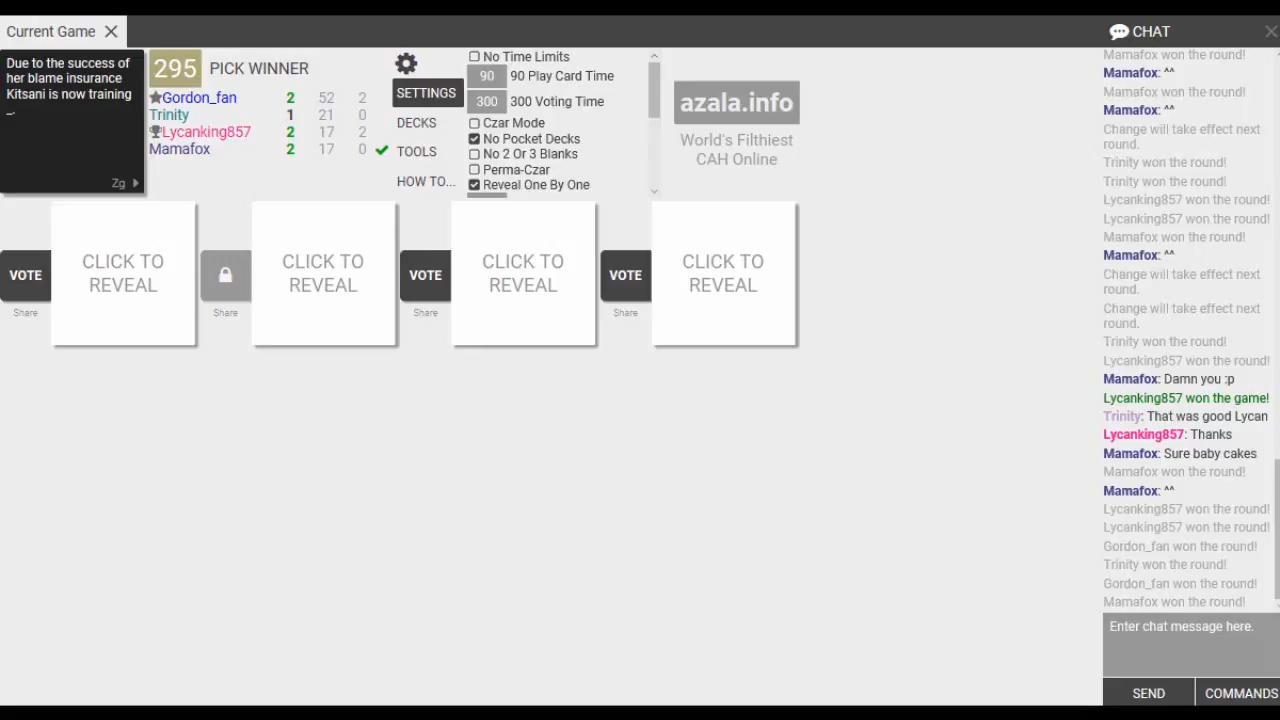 Current Game
CHAT
Due to the success of
her blame insurance
Kitsani is now training
_.
Zg
295 PICK WINNER
Gordon_fan 2 52 2
Trinity 1 21 0
Lycanking857 2 17 2
Mamafox 2 17 0
SETTINGS
DECKS
TOOLS
HOW TO...
No Time Limits
90 90 Play Card Time
300 300 Voting Time
Czar Mode
No Pocket Decks
No 2 Or 3 Blanks
Perma-Czar
Reveal One By One
azala.info
World's Filthiest
CAH Online
VOTE
Share
CLICK TO
REVEAL
Share
CLICK TO
REVEAL
VOTE
Share
CLICK TO
REVEAL
VOTE
Share
CLICK TO
REVEAL
Mamafox won the round!
Mamafox: ^^
Mamafox won the round!
Mamafox: ^^
Change will take effect next
round.
Trinity won the round!
Trinity won the round!
Lycanking857 won the round!
Lycanking857 won the round!
Mamafox won the round!
Mamafox: ^^
Change will take effect next
round.
Change will take effect next
round.
Trinity won the round!
Lycanking857 won the round!
Mamafox: Damn you :p
Lycanking857 won the game!
Trinity: That was good Lycan
Lycanking857: Thanks
Mamafox: Sure baby cakes
Mamafox won the round!
Mamafox: ^^
Lycanking857 won the round!
Lycanking857 won the round!
Gordon_fan won the round!
Trinity won the round!
Gordon_fan won the round!
Mamafox won the round!
Enter chat message here.
SEND
COMMANDS